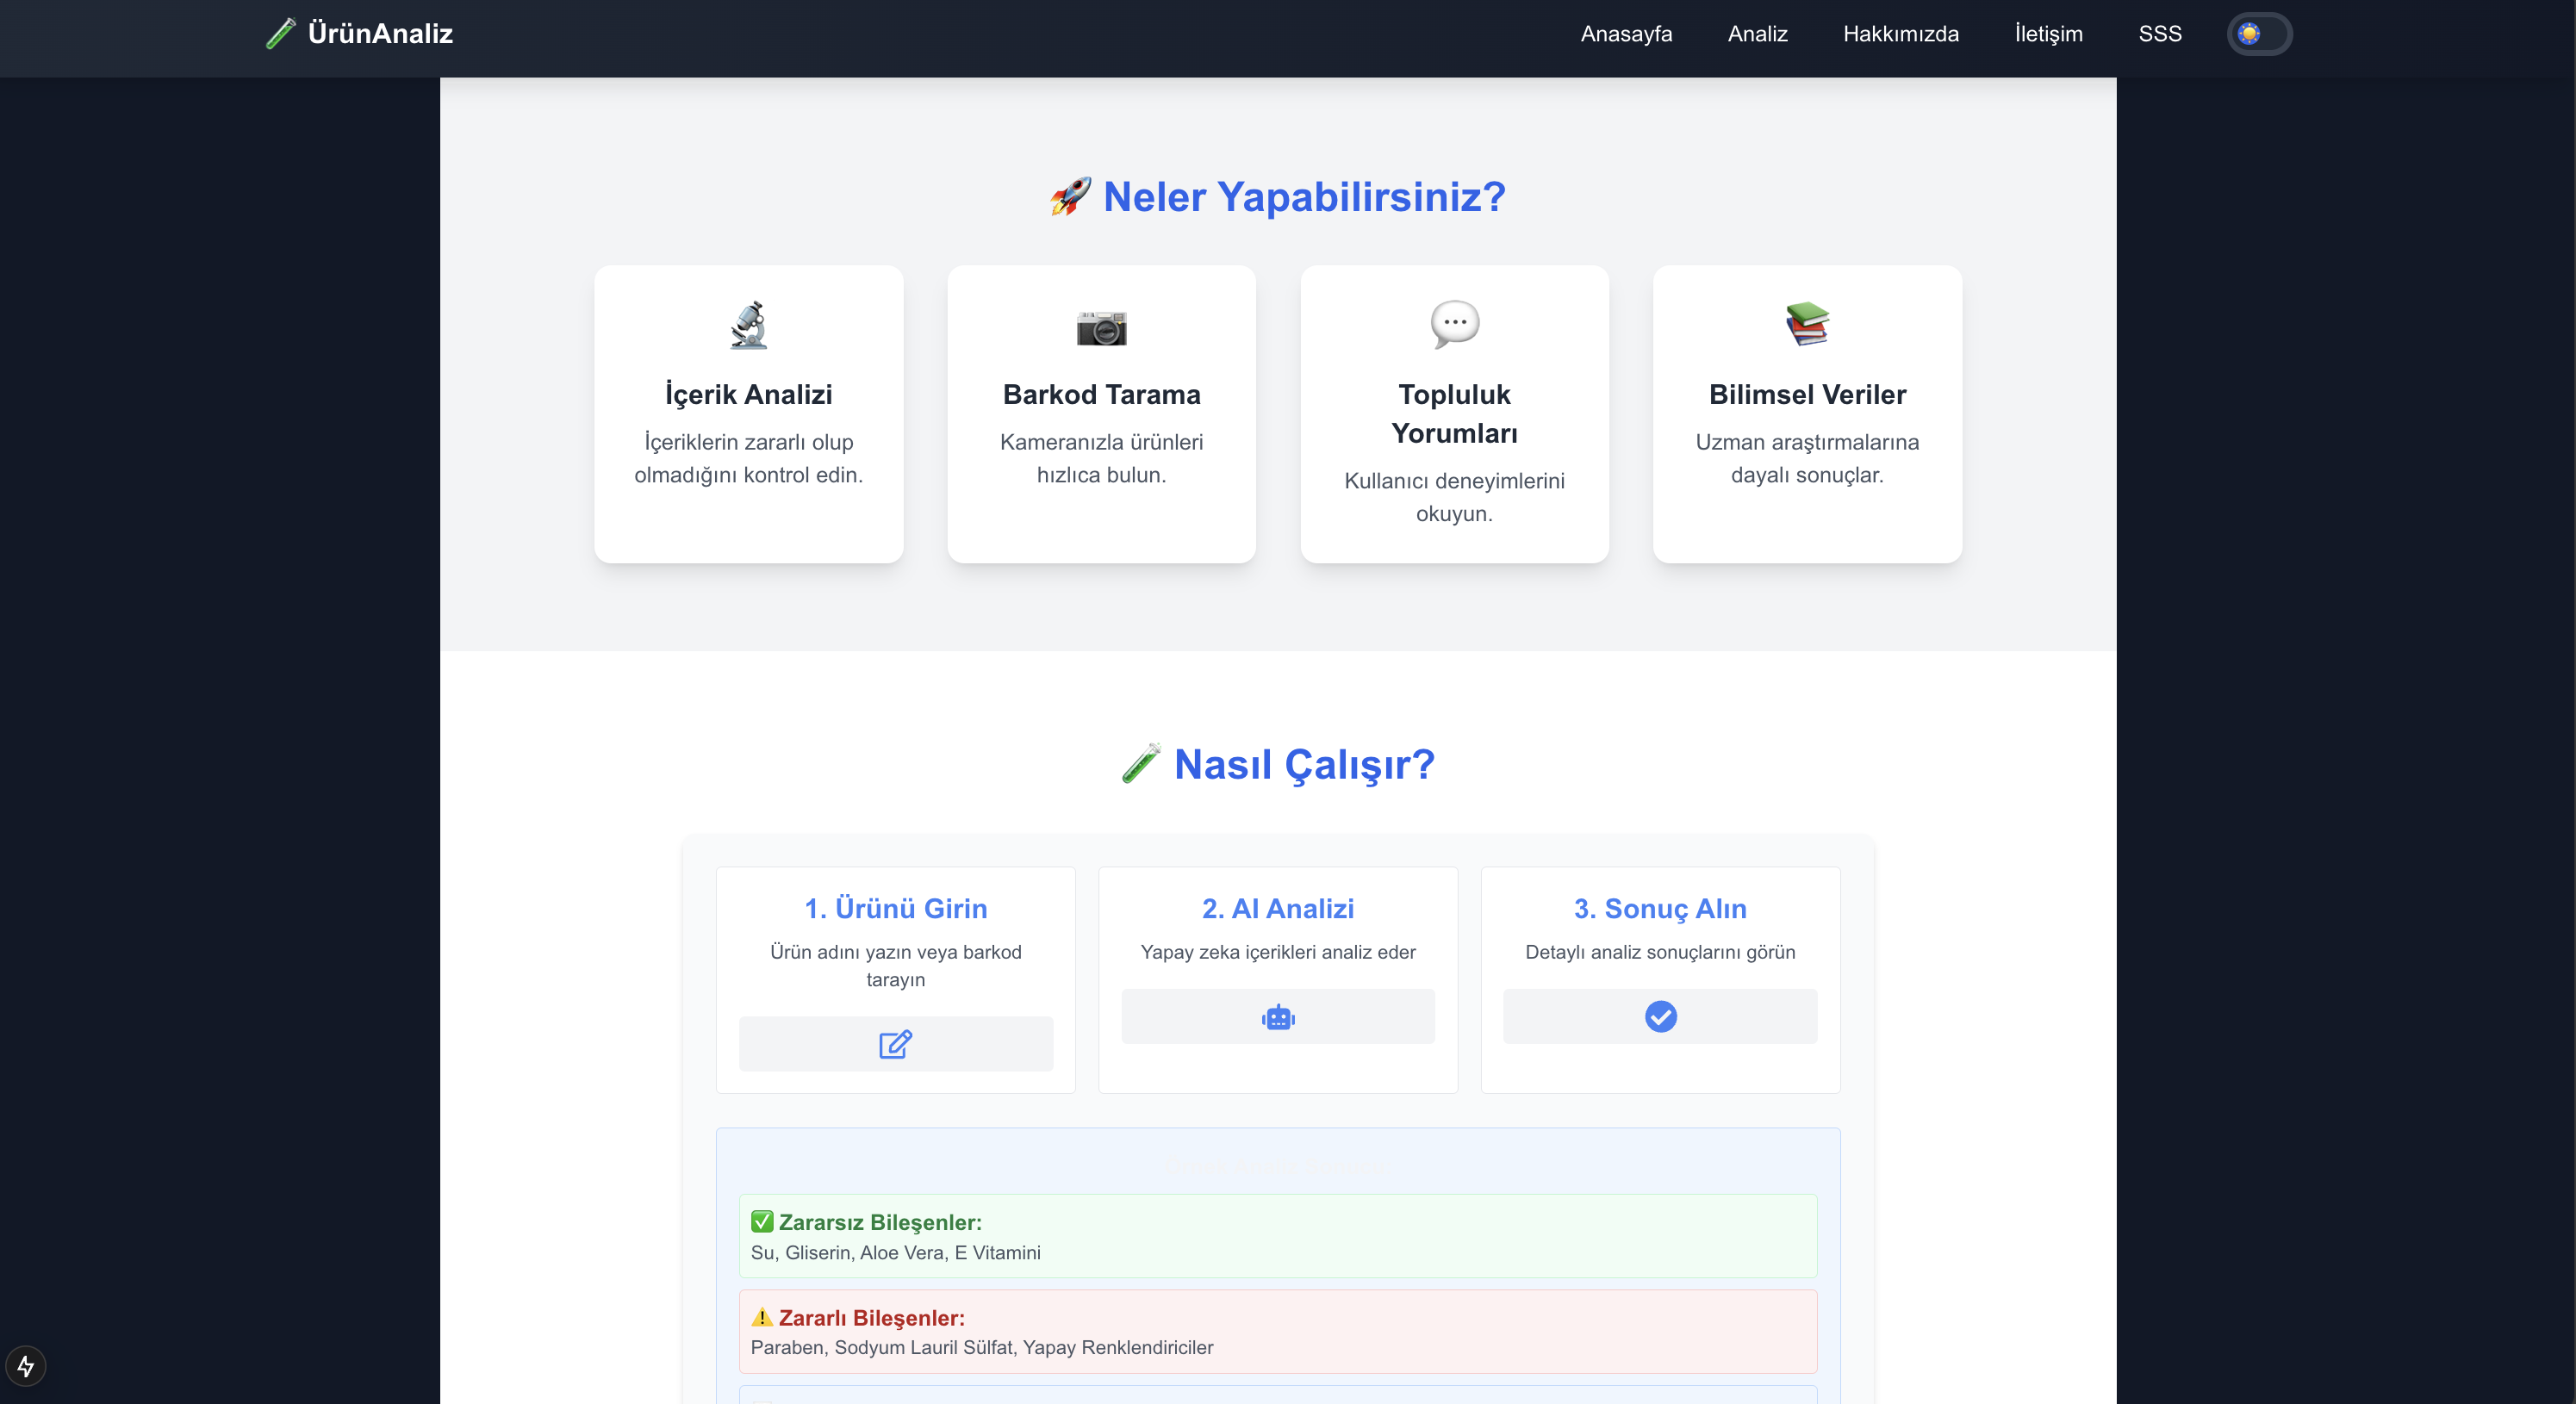 ÜrünAnaliz
Anasayfa
Analiz
Hakkımızda
İletişim
SSS
🚀 Neler Yapabilirsiniz?
İçerik Analizi
İçeriklerin zararlı olup
olmadığını kontrol edin.
Barkod Tarama
Kameranızla ürünleri
hızlıca bulun.
Topluluk
Yorumları
Kullanıcı deneyimlerini
okuyun.
Bilimsel Veriler
Uzman araştırmalarına
dayalı sonuçlar.
Nasıl Çalışır?
1. Ürünü Girin
Ürün adını yazın veya barkod
tarayın
2. AI Analizi
Yapay zeka içerikleri analiz eder
3. Sonuç Alın
Detaylı analiz sonuçlarını görün
✅ Zararsız Bileşenler:
Su, Gliserin, Aloe Vera, E Vitamini
⚠️ Zararlı Bileşenler:
Paraben, Sodyum Lauril Sülfat, Yapay Renklendiriciler